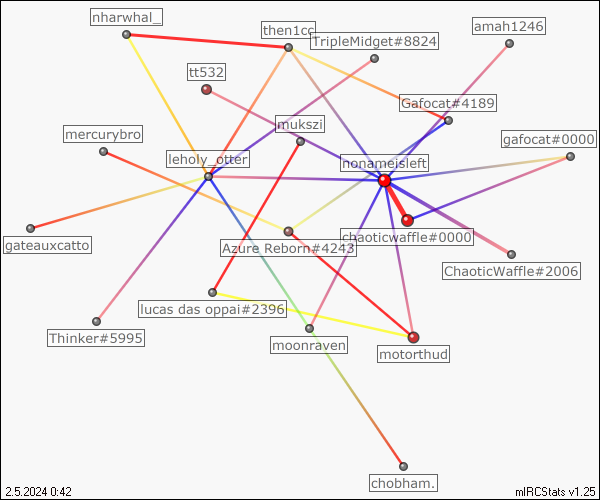 nharwhal_
then1cc
amah1246
TripleMidget#8824
tt532
Gafocat#4189
mukszi
mercurybro
gafocat#0000
leholy_otter
nonameisleft
gateauxcatto
chaoticwaffle#0000
Azure Reborn#4243
ChaoticWaffle#2006
lucas das oppai#2396
Thinker#5995
moonraven
motorthud
chobham.
2.5.2024 0:42
mIRCStats v1.25